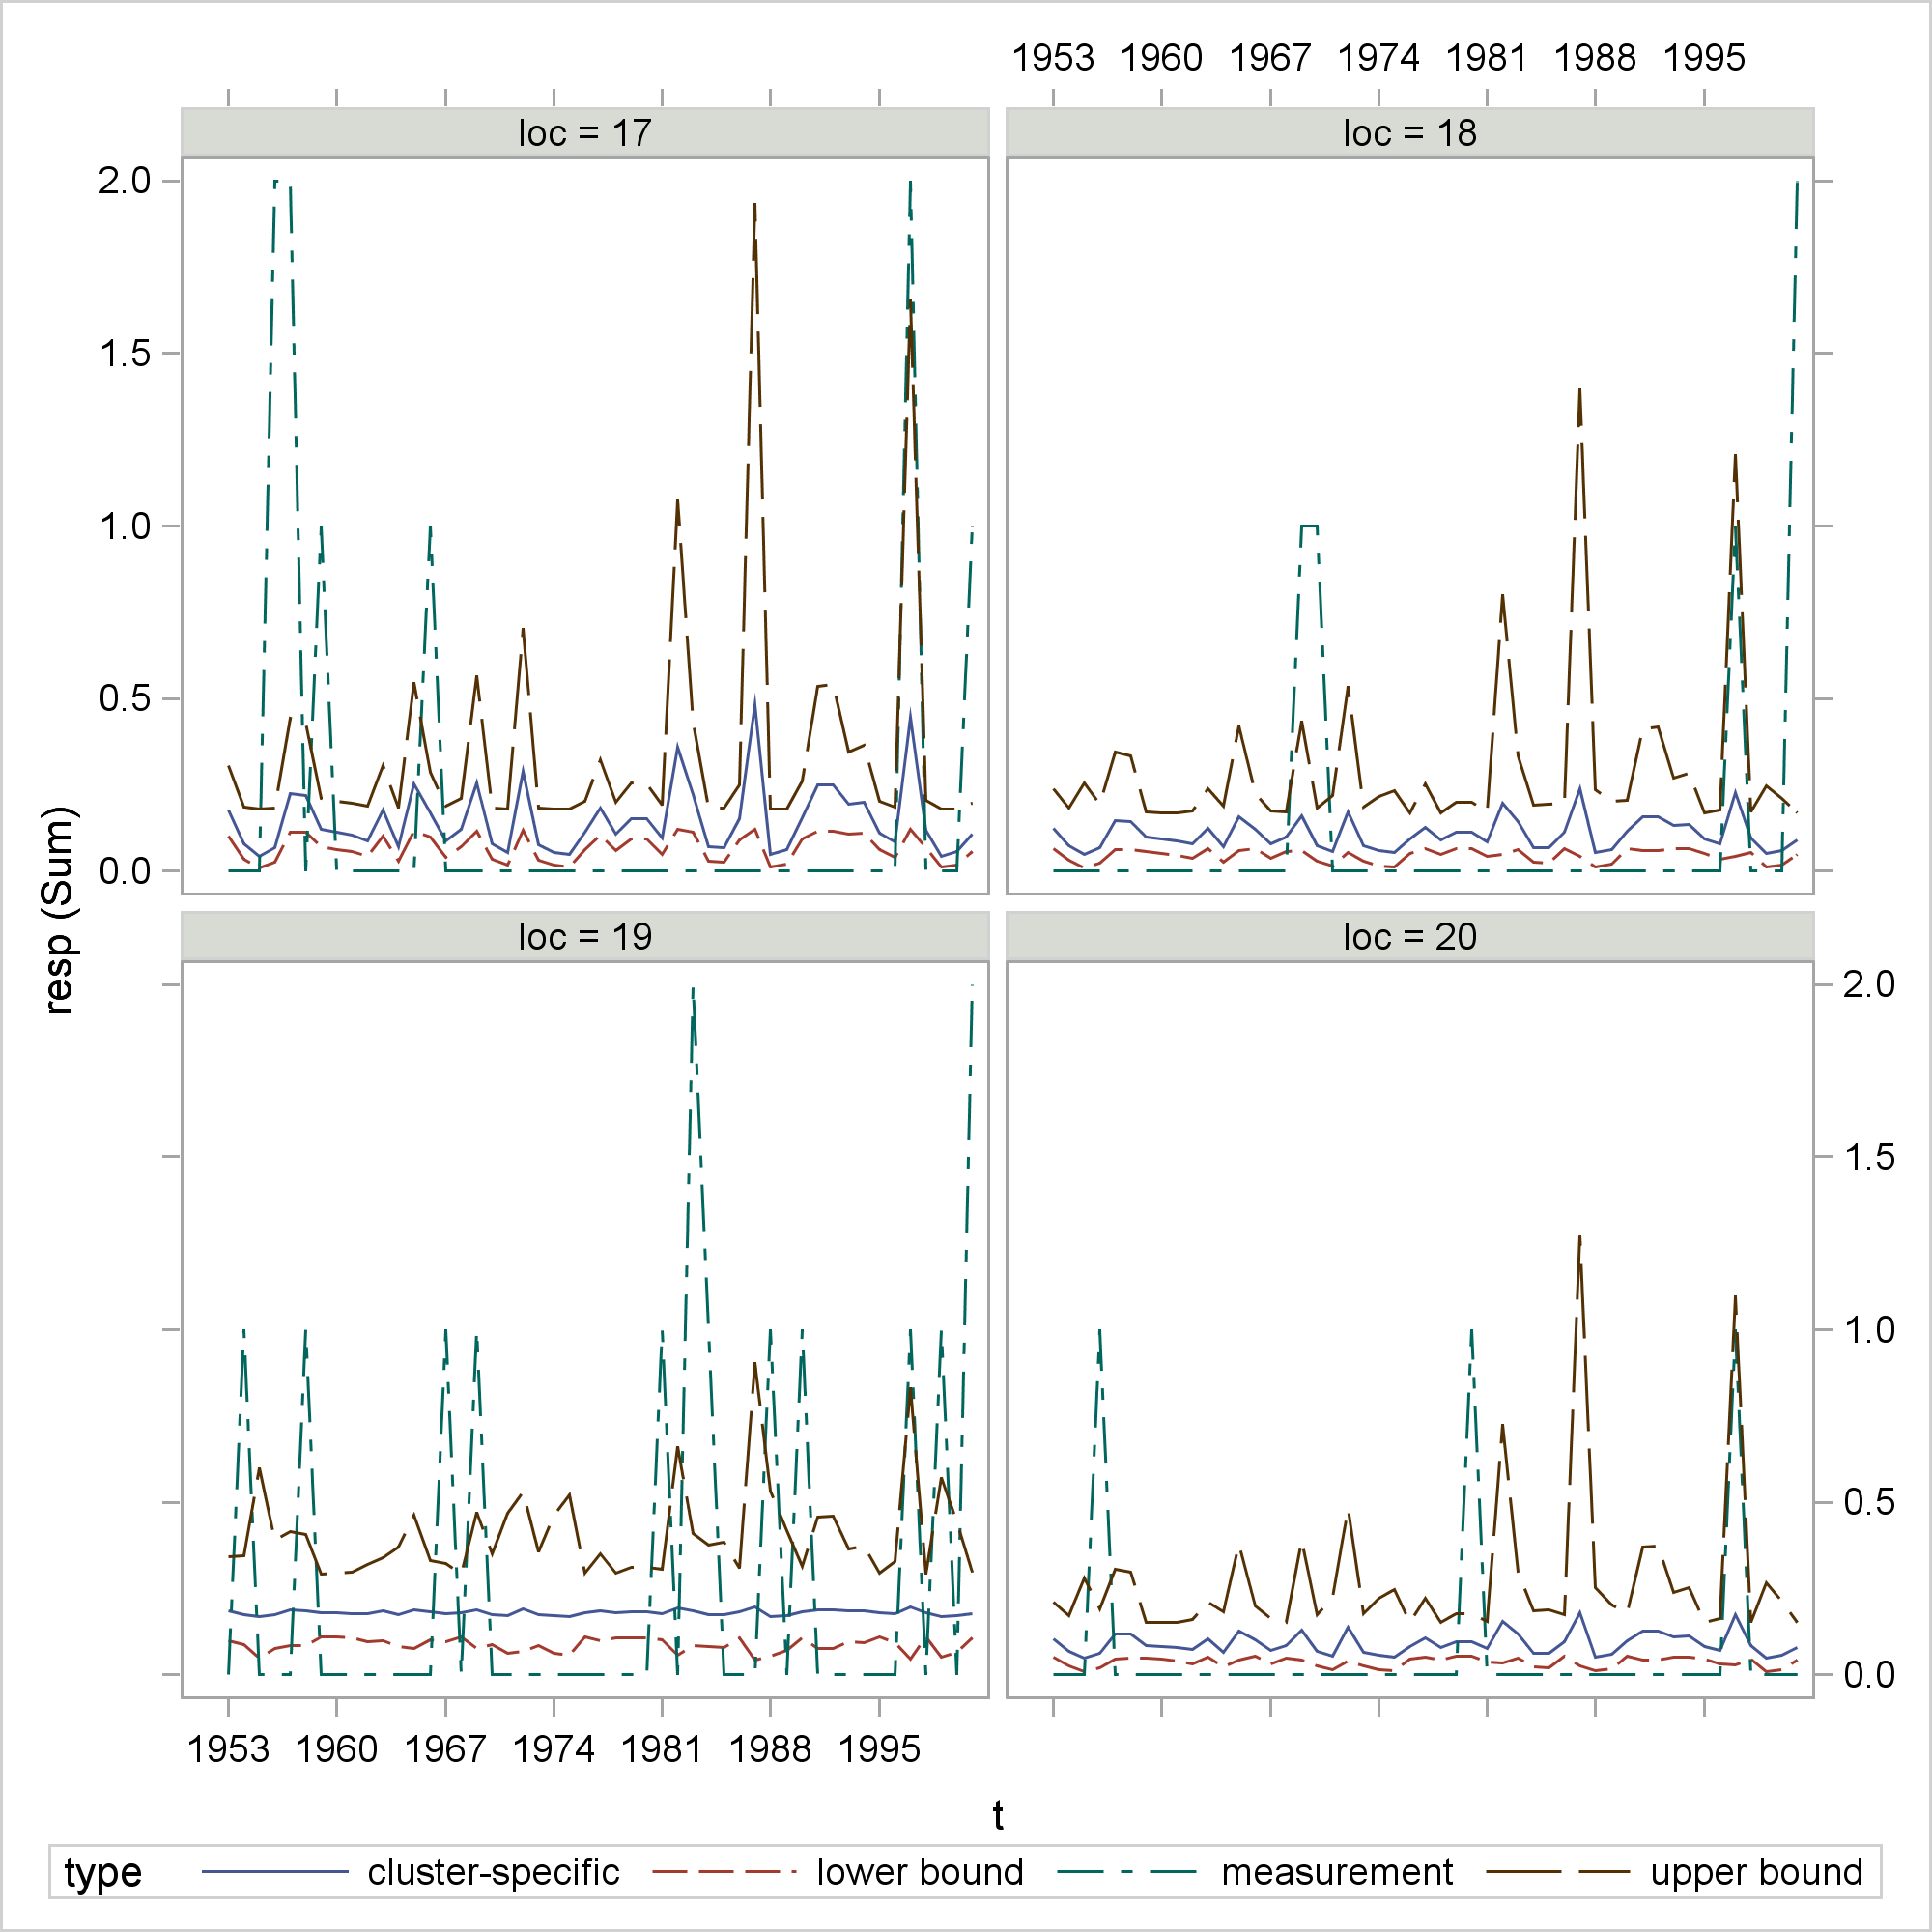 1953 1960 1967 1974 1981 1988 1995
loc = 17
loc = 18
2.0
1.5
1.0
0.5
0.0
resp (Sum)
loc = 19
loc = 20
2.0
1.5
1.0
0.5
0.0
1953 1960 1967 1974 1981 1988 1995
t
type cluster-specific lower bound measurement upper bound